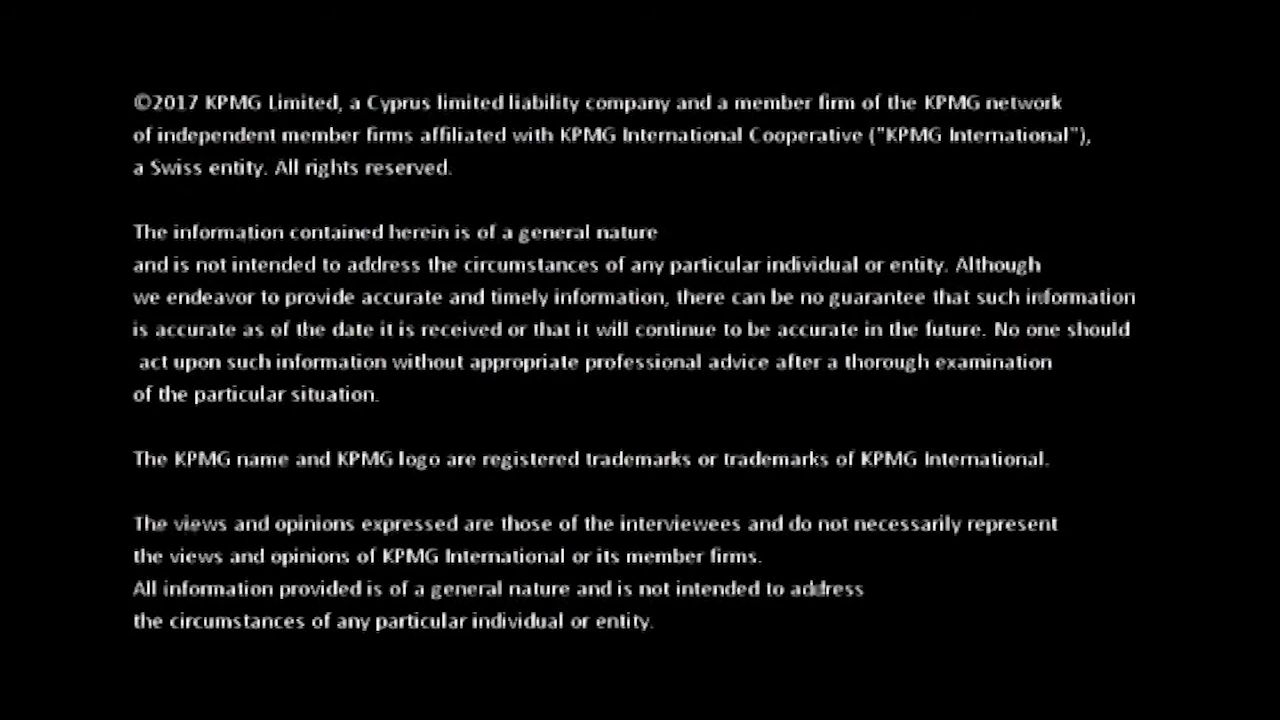 ©2017 KPMG Limited, a Cyprus limited liability company and a member firm of the KPMG network
of independent member firms affiliated with KPMG International Cooperative ("KPMG International"),
a Swiss entity. All rights reserved.
The information contained herein is of a general nature
and is not intended to address the circumstances of any particular individual or entity. Although
we endeavor to provide accurate and timely information, there can be no guarantee that such information
is accurate as of the date it is received or that it will continue to be accurate in the future. No one should
act upon such information without appropriate professional advice after a thorough examination
of the particular situation.
The KPMG name and KPMG logo are registered trademarks or trademarks of KPMG International.
The views and opinions expressed are those of the interviewees and do not necessarily represent
the views and opinions of KPMG International or its member firms.
All information provided is of a general nature and is not intended to address
the circumstances of any particular individual or entity.